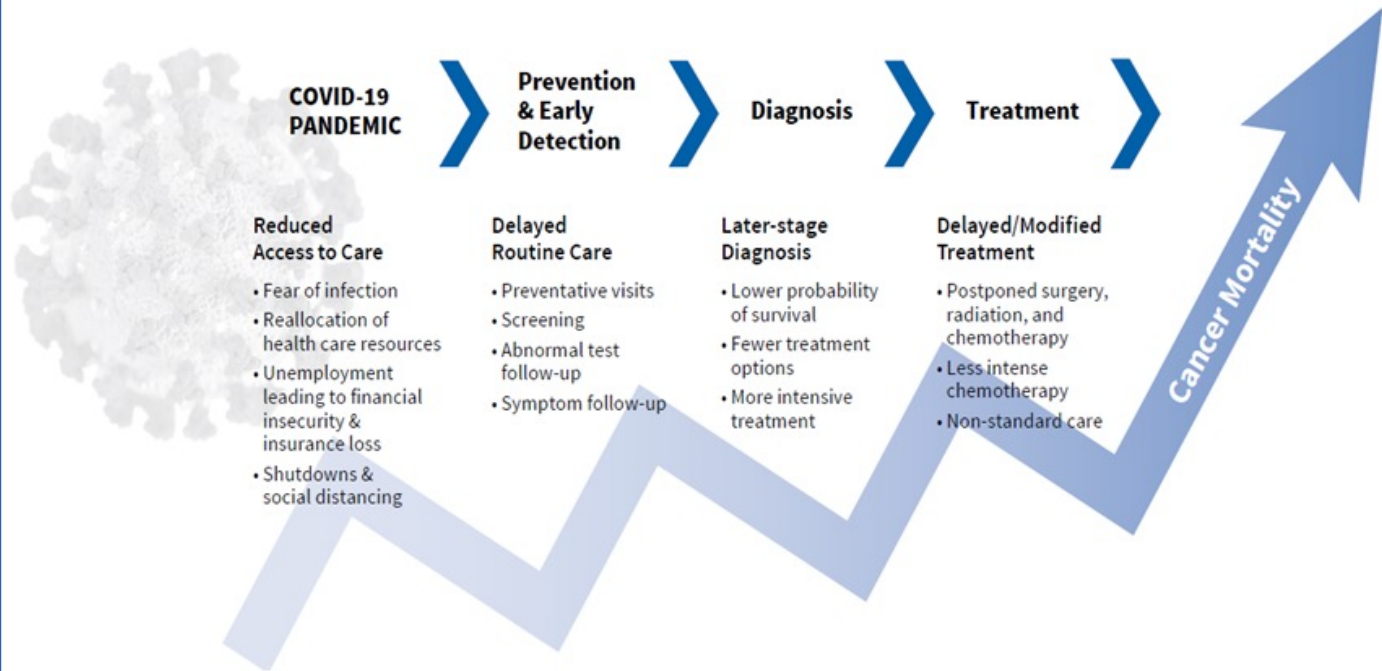 COVID-19
PANDEMIC
Prevention
& Early
Detection
Diagnosis
Treatment
Reduced
Access to Care
• Fear of infection
• Reallocation of
health care resources
• Unemployment
leading to financial
insecurity &
insurance loss
• Shutdowns &
social distancing
Delayed
Routine Care
• Preventative visits
• Screening
• Abnormal test
follow-up
• Symptom follow-up
Later-stage
Diagnosis
• Lower probability
of survival
• Fewer treatment
options
• More intensive
treatment
Delayed/Modified
Treatment
• Postponed surgery,
radiation, and
chemotherapy
• Less intense
chemotherapy
• Non-standard care
Cancer Mortality